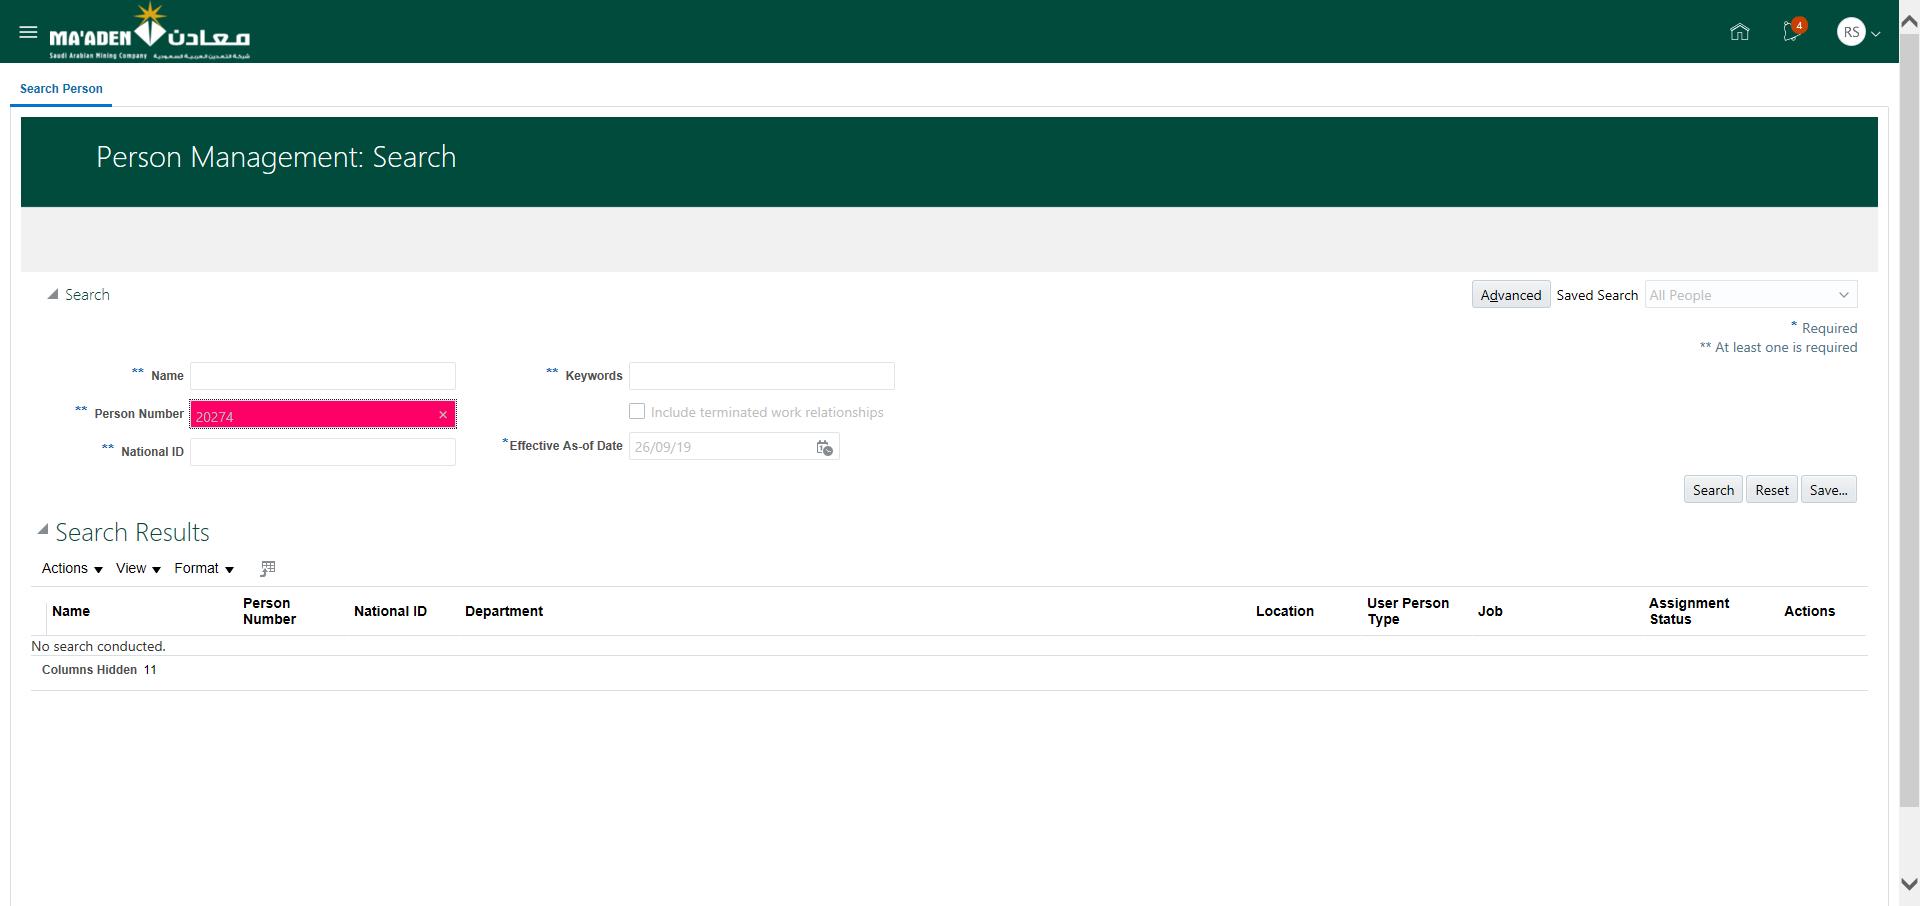 MA'ADEN معادن
Saudi Arabian Mining Company شركة التعدين العربية السعودية
4
RS
Search Person
Person Management: Search
Search
Advanced Saved Search All People
* Required
** At least one is required
** Name
** Keywords
** Person Number 20274 ×
Include terminated work relationships
** National ID
*Effective As-of Date 26/09/19
Search Reset Save...
Search Results
Actions View Format
Name Person Number National ID Department Location User Person Type Job Assignment Status Actions
No search conducted.
Columns Hidden 11